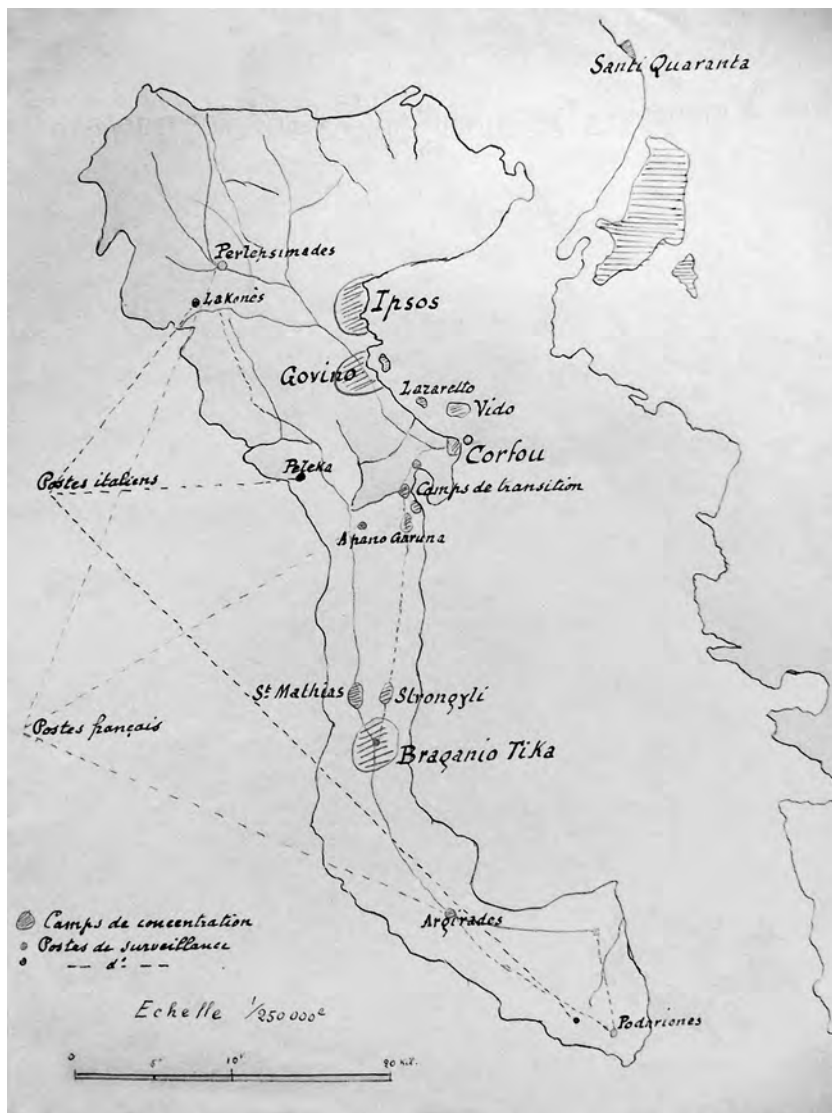 Santi Quaranta
Perlepsimades
Lakonès
Ipsos
Govino
Lazaretto
Vido
Corfou
Peleka
Postes italiens
Camps de transition
Apano Garuna
St Mathias
Strongyli
Postes français
Braganio Tika
Camps de concentration
Argirades
Postes de surveillance
— d° —
Echelle 1/250000e
Podariones
0 5' 10' 20 Kil.